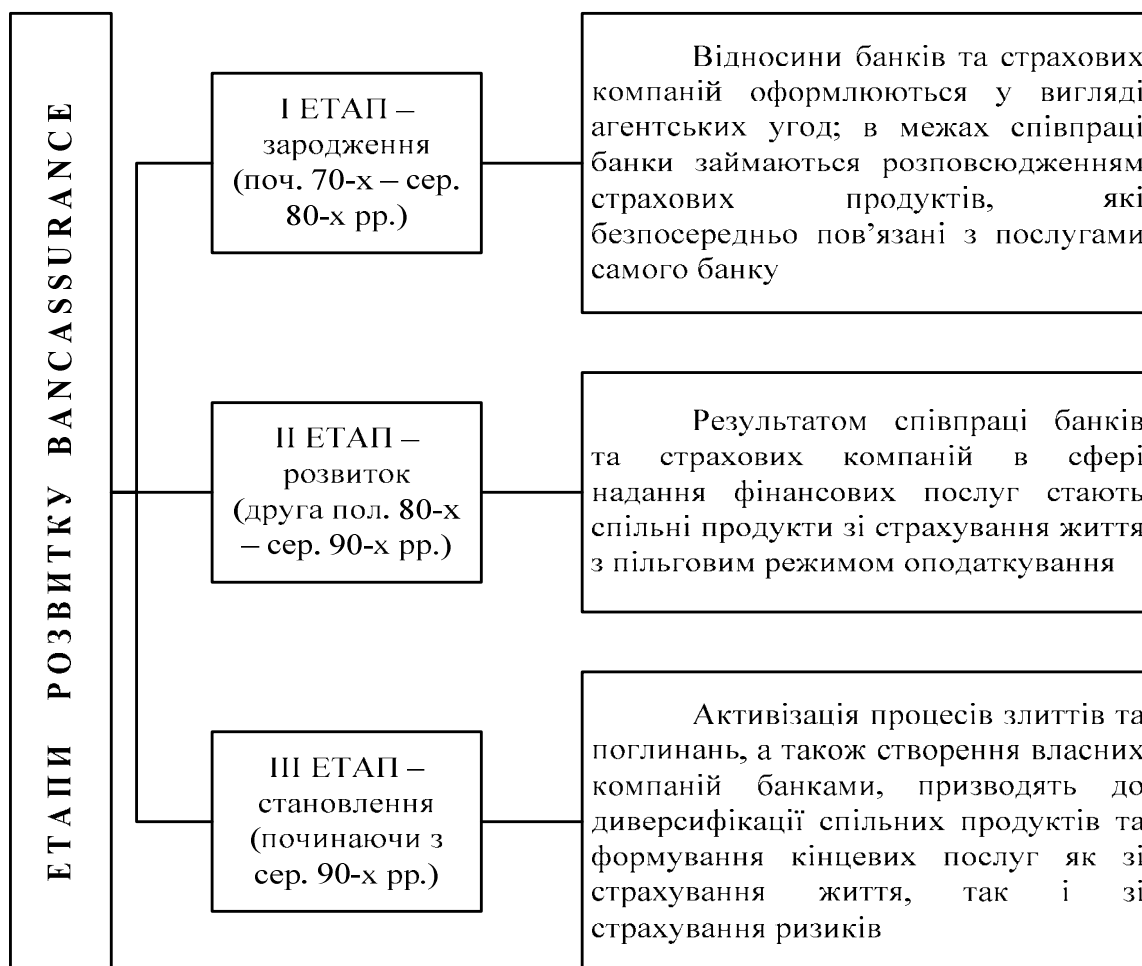 ЕТАПИ РОЗВИТКУ BANCASSURANCE
І ЕТАП –
зародження
(поч. 70-х – сер.
80-х рр.)
Відносини банків та страхових
компаній оформлюються у вигляді
агентських угод; в межах співпраці
банки займаються розповсюдженням
страхових продуктів, які
безпосередньо пов’язані з послугами
самого банку
ІІ ЕТАП –
розвиток
(друга пол. 80-х
– сер. 90-х рр.)
Результатом співпраці банків
та страхових компаній в сфері
надання фінансових послуг стають
спільні продукти зі страхування життя
з пільговим режимом оподаткування
ІІІ ЕТАП –
становлення
(починаючи з
сер. 90-х рр.)
Активізація процесів злиттів та
поглинань, а також створення власних
компаній банками, призводять до
диверсифікації спільних продуктів та
формування кінцевих послуг як зі
страхування життя, так і зі
страхування ризиків